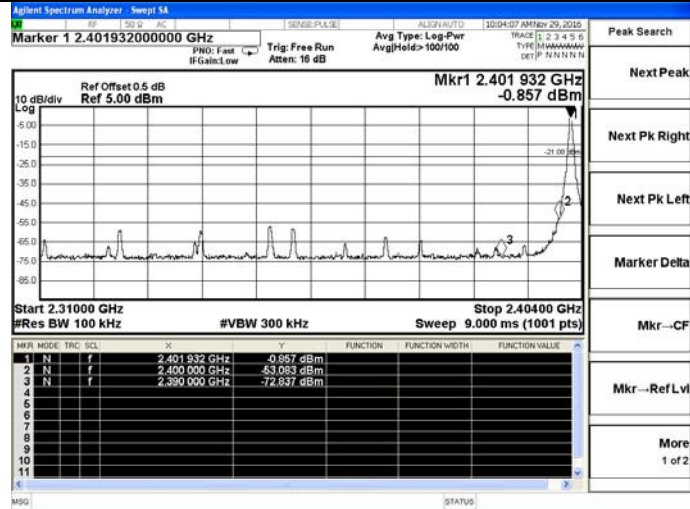 Agilent Spectrum Analyzer - Swept SA
RF 50 Ω AC SENSE:PULSE ALIGN AUTO 10:04:07 AM Nov 29, 2016
Marker 1 2.401932000000 GHz
PNO: Fast
IFGain:Low
Trig: Free Run
Atten: 16 dB
Avg Type: Log-Pwr
Avg|Hold:>100/100
TRACE 1 2 3 4 5 6
TYPE M
DET P N N N N N
Peak Search
Ref Offset 0.5 dB
Mkr1 2.401 932 GHz
10 dB/div Ref 5.00 dBm
-0.857 dBm
Log
-5.00
-15.0
-21.08 dBm
-25.0
-35.0
-45.0
-55.0
-65.0
-75.0
-85.0
2
3
Start 2.31000 GHz Stop 2.40400 GHz
#Res BW 100 kHz #VBW 300 kHz Sweep 9.000 ms (1001 pts)
MKR MODE TRC SCL X Y FUNCTION FUNCTION WIDTH FUNCTION VALUE
1 N f 2.401 932 GHz -0.857 dBm
2 N f 2.400 000 GHz -53.083 dBm
3 N f 2.390 000 GHz -72.837 dBm
4
5
6
7
8
9
10
11
MSG STATUS
Next Peak
Next Pk Right
Next Pk Left
Marker Delta
Mkr→CF
Mkr→Ref Lvl
More
1 of 2